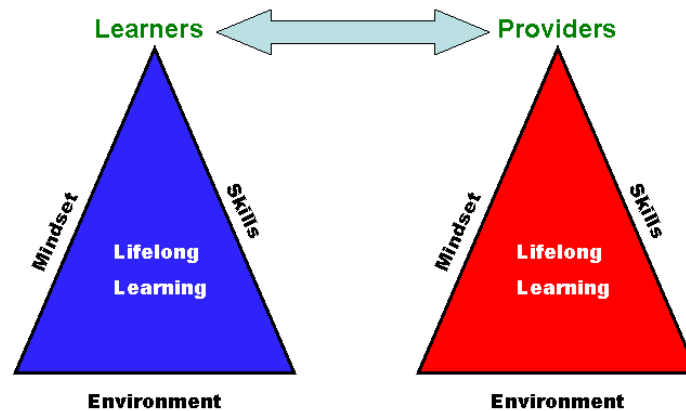 Learners
Providers
Mindset
Skills
Lifelong
Learning
Environment
Mindset
Skills
Lifelong
Learning
Environment